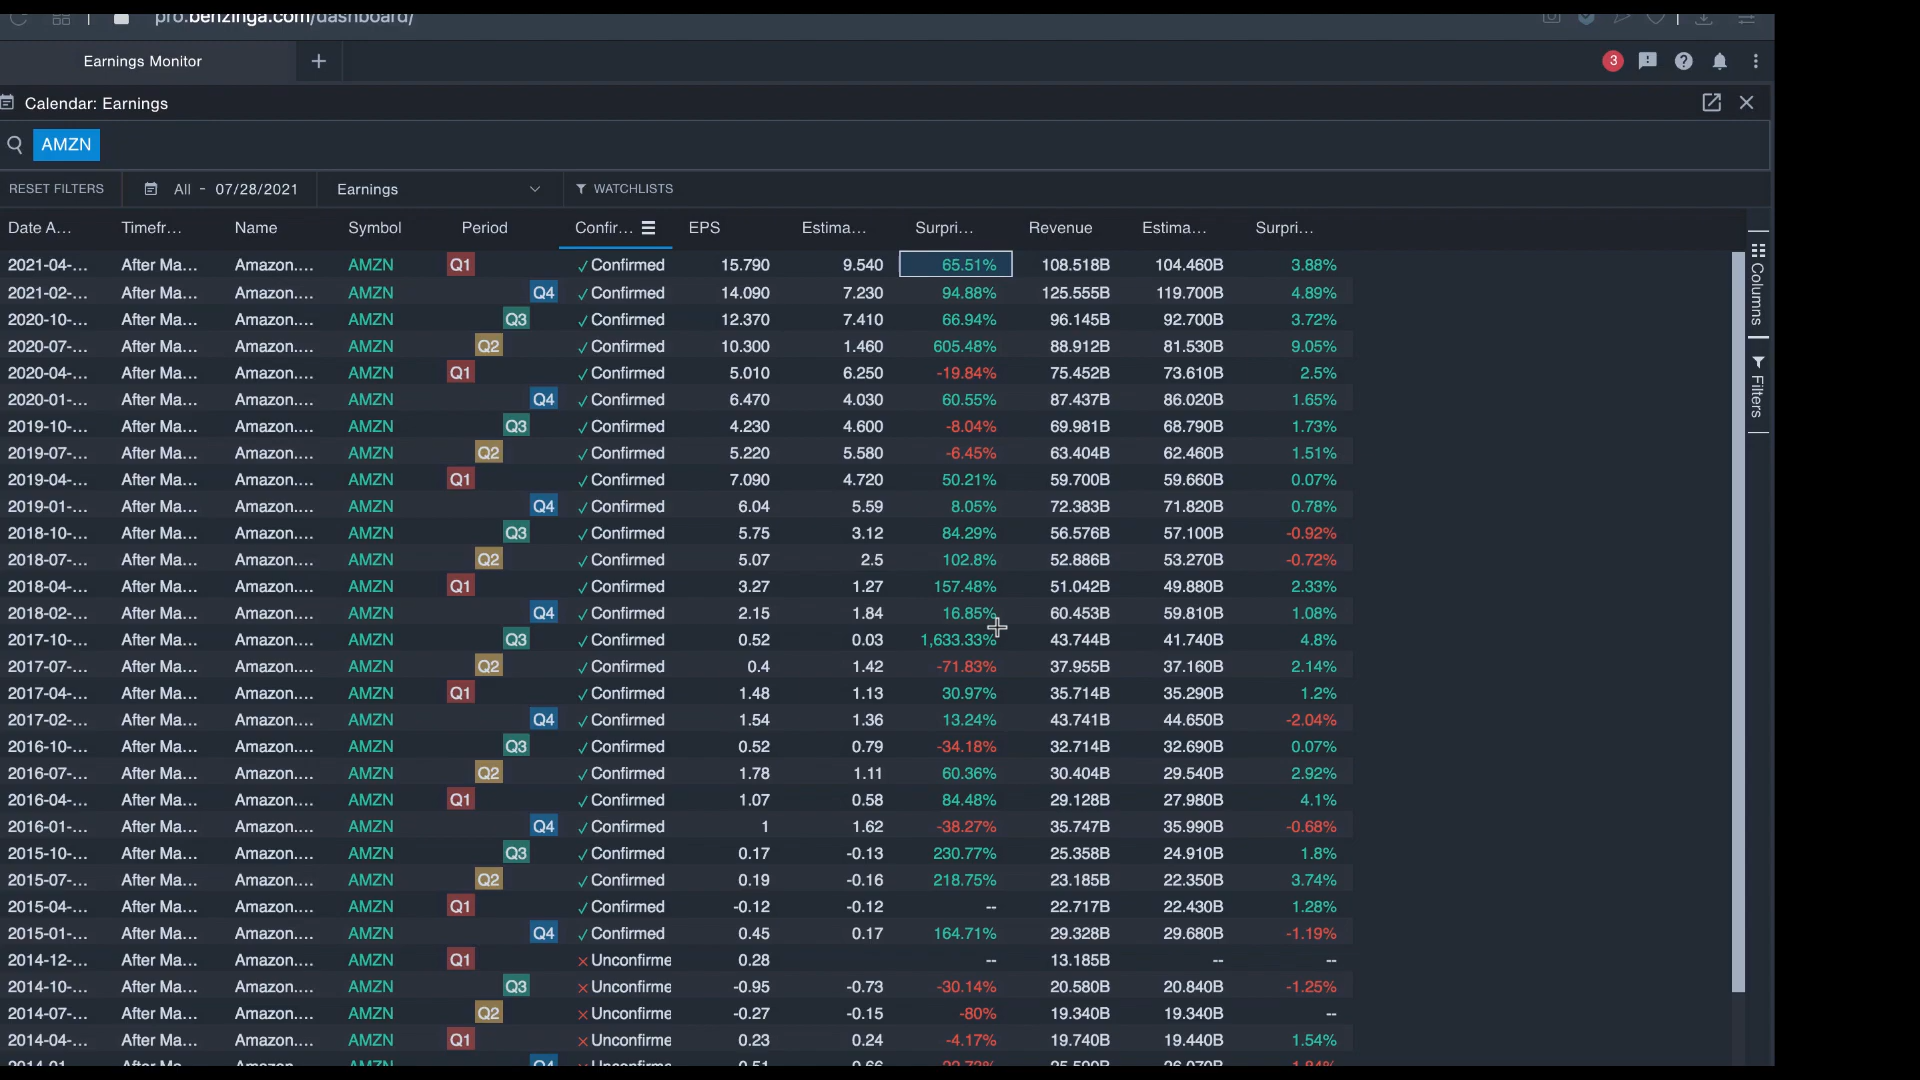 pro.benzinga.com/dashboard/
Earnings Monitor
3
Calendar: Earnings
AMZN
RESET FILTERS All - 07/28/2021 Earnings WATCHLISTS
Date A... Timefr... Name Symbol Period Confir... EPS Estima... Surpri... Revenue Estima... Surpri...
2021-04-... After Ma... Amazon.... AMZN Q1 ✓ Confirmed 15.790 9.540 65.51% 108.518B 104.460B 3.88%
2021-02-... After Ma... Amazon.... AMZN Q4 ✓ Confirmed 14.090 7.230 94.88% 125.555B 119.700B 4.89%
2020-10-... After Ma... Amazon.... AMZN Q3 ✓ Confirmed 12.370 7.410 66.94% 96.145B 92.700B 3.72%
2020-07-... After Ma... Amazon.... AMZN Q2 ✓ Confirmed 10.300 1.460 605.48% 88.912B 81.530B 9.05%
2020-04-... After Ma... Amazon.... AMZN Q1 ✓ Confirmed 5.010 6.250 -19.84% 75.452B 73.610B 2.5%
2020-01-... After Ma... Amazon.... AMZN Q4 ✓ Confirmed 6.470 4.030 60.55% 87.437B 86.020B 1.65%
2019-10-... After Ma... Amazon.... AMZN Q3 ✓ Confirmed 4.230 4.600 -8.04% 69.981B 68.790B 1.73%
2019-07-... After Ma... Amazon.... AMZN Q2 ✓ Confirmed 5.220 5.580 -6.45% 63.404B 62.460B 1.51%
2019-04-... After Ma... Amazon.... AMZN Q1 ✓ Confirmed 7.090 4.720 50.21% 59.700B 59.660B 0.07%
2019-01-... After Ma... Amazon.... AMZN Q4 ✓ Confirmed 6.04 5.59 8.05% 72.383B 71.820B 0.78%
2018-10-... After Ma... Amazon.... AMZN Q3 ✓ Confirmed 5.75 3.12 84.29% 56.576B 57.100B -0.92%
2018-07-... After Ma... Amazon.... AMZN Q2 ✓ Confirmed 5.07 2.5 102.8% 52.886B 53.270B -0.72%
2018-04-... After Ma... Amazon.... AMZN Q1 ✓ Confirmed 3.27 1.27 157.48% 51.042B 49.880B 2.33%
2018-02-... After Ma... Amazon.... AMZN Q4 ✓ Confirmed 2.15 1.84 16.85% 60.453B 59.810B 1.08%
2017-10-... After Ma... Amazon.... AMZN Q3 ✓ Confirmed 0.52 0.03 1,633.33% 43.744B 41.740B 4.8%
2017-07-... After Ma... Amazon.... AMZN Q2 ✓ Confirmed 0.4 1.42 -71.83% 37.955B 37.160B 2.14%
2017-04-... After Ma... Amazon.... AMZN Q1 ✓ Confirmed 1.48 1.13 30.97% 35.714B 35.290B 1.2%
2017-02-... After Ma... Amazon.... AMZN Q4 ✓ Confirmed 1.54 1.36 13.24% 43.741B 44.650B -2.04%
2016-10-... After Ma... Amazon.... AMZN Q3 ✓ Confirmed 0.52 0.79 -34.18% 32.714B 32.690B 0.07%
2016-07-... After Ma... Amazon.... AMZN Q2 ✓ Confirmed 1.78 1.11 60.36% 30.404B 29.540B 2.92%
2016-04-... After Ma... Amazon.... AMZN Q1 ✓ Confirmed 1.07 0.58 84.48% 29.128B 27.980B 4.1%
2016-01-... After Ma... Amazon.... AMZN Q4 ✓ Confirmed 1 1.62 -38.27% 35.747B 35.990B -0.68%
2015-10-... After Ma... Amazon.... AMZN Q3 ✓ Confirmed 0.17 -0.13 230.77% 25.358B 24.910B 1.8%
2015-07-... After Ma... Amazon.... AMZN Q2 ✓ Confirmed 0.19 -0.16 218.75% 23.185B 22.350B 3.74%
2015-04-... After Ma... Amazon.... AMZN Q1 ✓ Confirmed -0.12 -0.12 -- 22.717B 22.430B 1.28%
2015-01-... After Ma... Amazon.... AMZN Q4 ✓ Confirmed 0.45 0.17 164.71% 29.328B 29.680B -1.19%
2014-12-... After Ma... Amazon.... AMZN Q1 × Unconfirme 0.28 -- 13.185B -- --
2014-10-... After Ma... Amazon.... AMZN Q3 × Unconfirme -0.95 -0.73 -30.14% 20.580B 20.840B -1.25%
2014-07-... After Ma... Amazon.... AMZN Q2 × Unconfirme -0.27 -0.15 -80% 19.340B 19.340B --
2014-04-... After Ma... Amazon.... AMZN Q1 × Unconfirme 0.23 0.24 -4.17% 19.740B 19.440B 1.54%
Columns
Filters